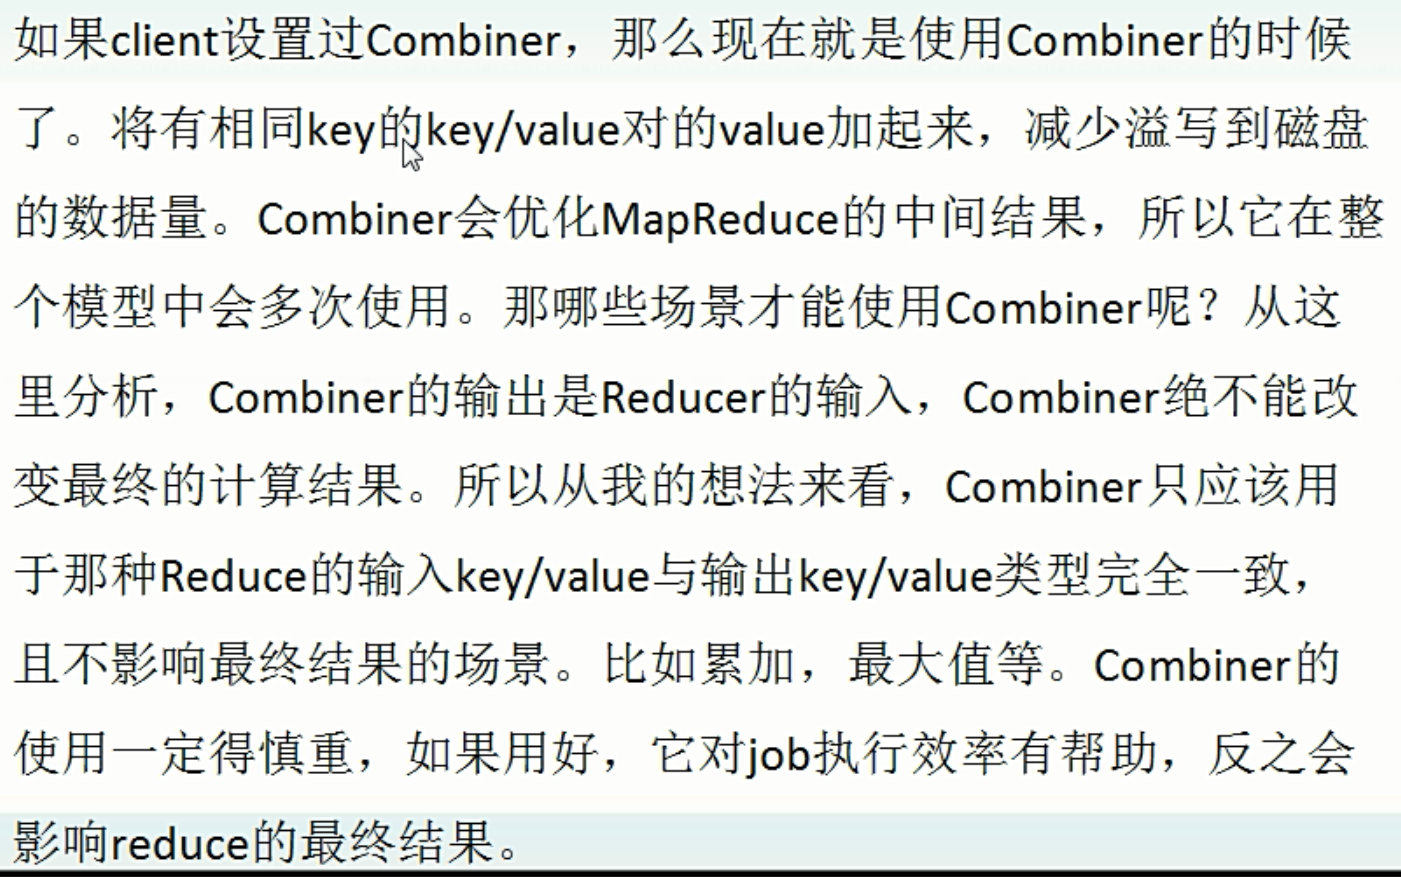 如果client设置过Combiner，那么现在就是使用Combiner的时候
了。将有相同key的key/value对的value加起来，减少溢写到磁盘
的数据量。Combiner会优化MapReduce的中间结果，所以它在整
个模型中会多次使用。那哪些场景才能使用Combiner呢？从这
里分析，Combiner的输出是Reducer的输入，Combiner绝不能改
变最终的计算结果。所以从我的想法来看，Combiner只应该用
于那种Reduce的输入key/value与输出key/value类型完全一致，
且不影响最终结果的场景。比如累加，最大值等。Combiner的
使用一定得慎重，如果用好，它对job执行效率有帮助，反之会
影响reduce的最终结果。